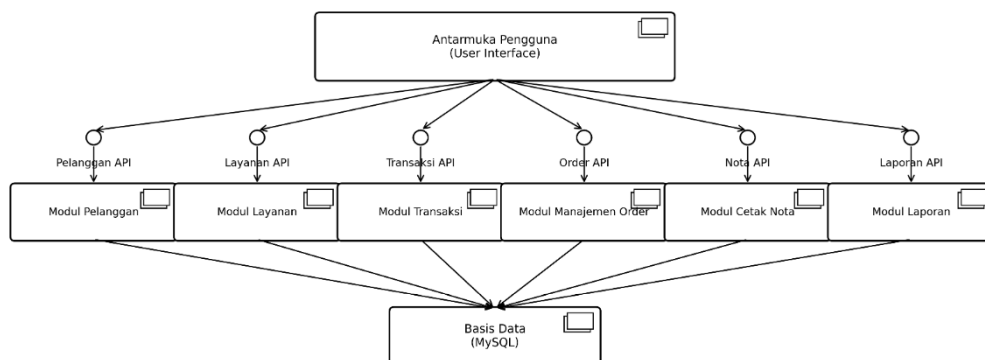 Antarmuka Pengguna
(User Interface)
Pelanggan API
Layanan API
Transaksi API
Order API
Nota API
Laporan API
Modul Pelanggan
Modul Layanan
Modul Transaksi
Modul Manajemen Order
Modul Cetak Nota
Modul Laporan
Basis Data
(MySQL)